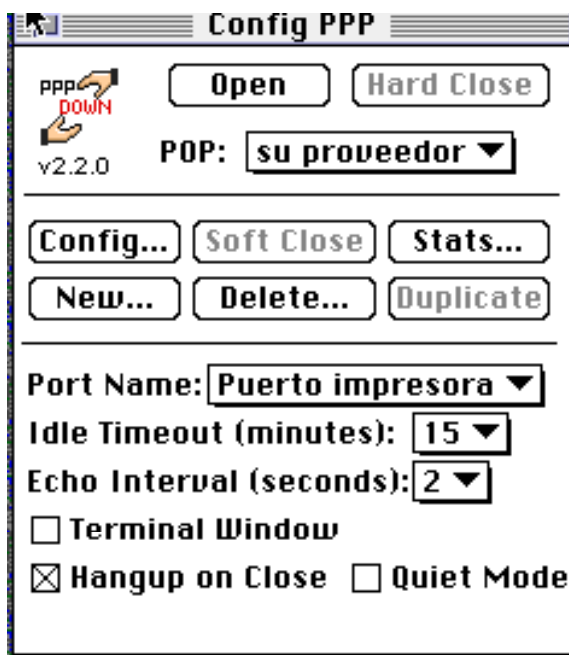 Config PPP
PPP
DOWN
v2.2.0
Open
Hard Close
POP: su proveedor
Config...
Soft Close
Stats...
New...
Delete...
Duplicate
Port Name: Puerto impresora
Idle Timeout (minutes): 15
Echo Interval (seconds): 2
Terminal Window
Hangup on Close
Quiet Mode